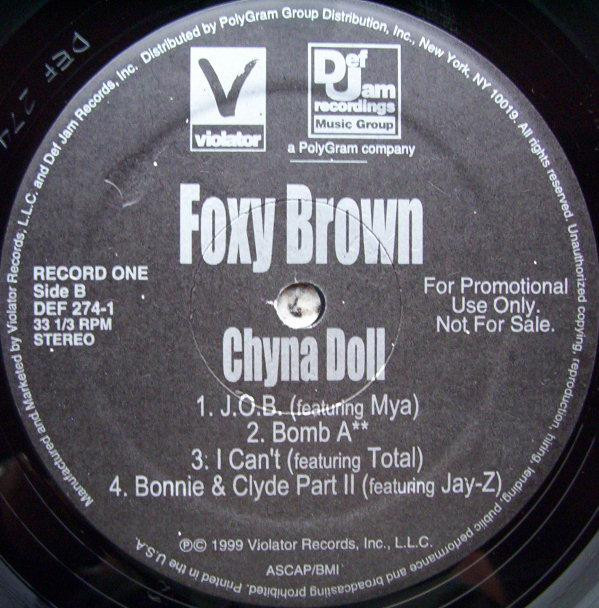 Manufactured and Marketed by Violator Records, L.L.C. and Def Jam Records, Inc. Distributed by PolyGram Group Distribution, Inc., New York, NY 10019. All rights reserved. Unauthorized copying, reproduction, hiring, lending, public performance and broadcasting prohibited. Printed in the U.S.A.
DEF 274
V
violator
Def
Jam
recordings
Music Group
a PolyGram company
Foxy Brown
RECORD ONE
Side B
DEF 274-1
33 1/3 RPM
STEREO
For Promotional
Use Only.
Not For Sale.
Chyna Doll
1. J.O.B. (featuring Mya)
2. Bomb A**
3: I Can't (featuring Total)
4. Bonnie & Clyde Part II (featuring Jay-Z)
℗© 1999 Violator Records, Inc., L.L.C.
ASCAP/BMI